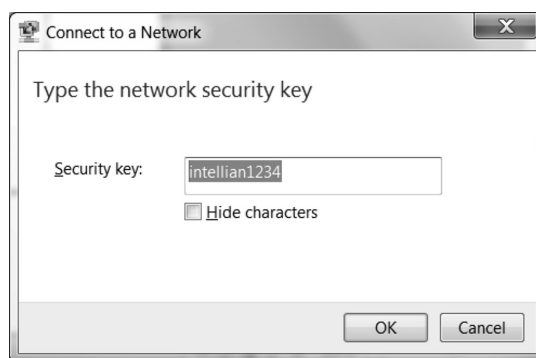 Connect to a Network
X
Type the network security key
Security key:
intellian1234
Hide characters
OK
Cancel